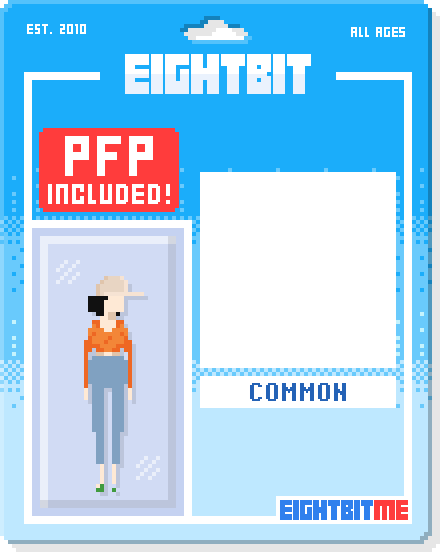 EST. 2010
ALL AGES
EIGHTBIT
PFP
INCLUDED!
COMMON
EIGHTBITME